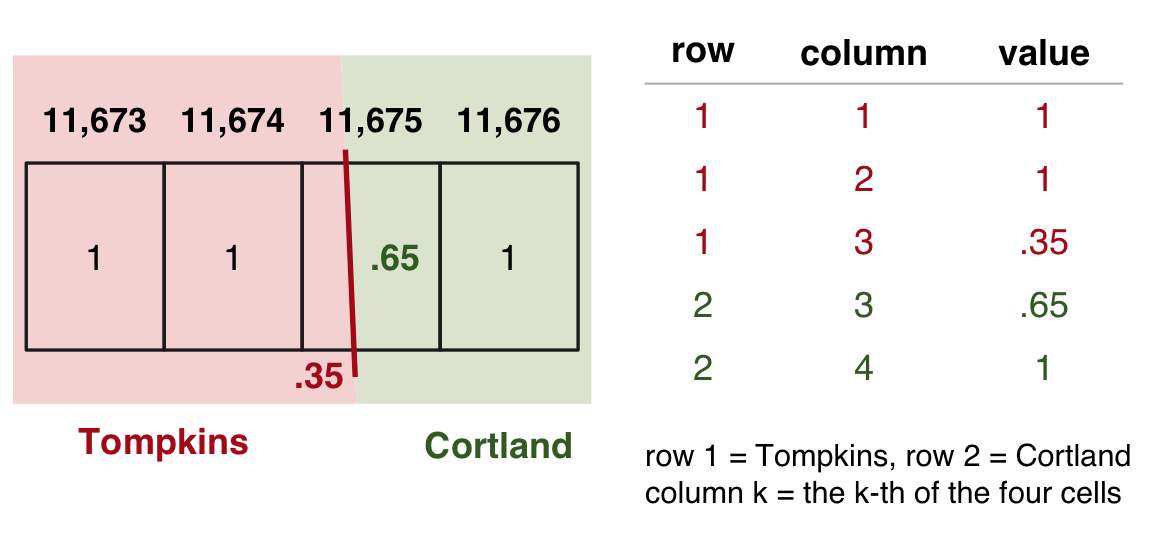 11,673 11,674 11,675 11,676
1 1 .65 1
.35
Tompkins Cortland
row column value
1 1 1
1 2 1
1 3 .35
2 3 .65
2 4 1
row 1 = Tompkins, row 2 = Cortland
column k = the k-th of the four cells